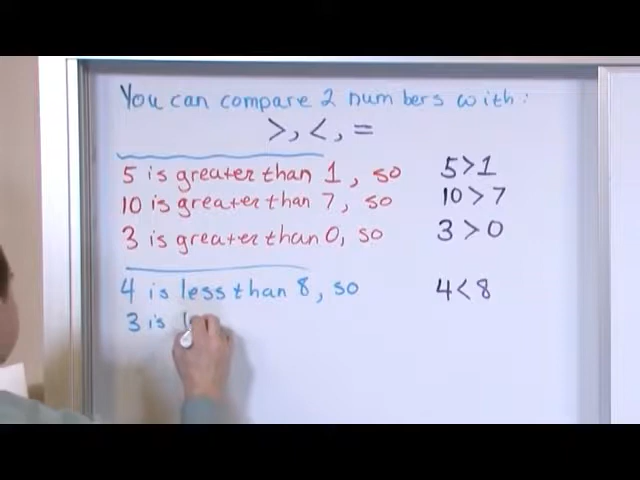 You can compare 2 numbers with:
>, <, =
5 is greater than 1, so 5>1
10 is greater than 7, so 10>7
3 is greater than 0, so 3>0
4 is less than 8, so 4<8
3 is